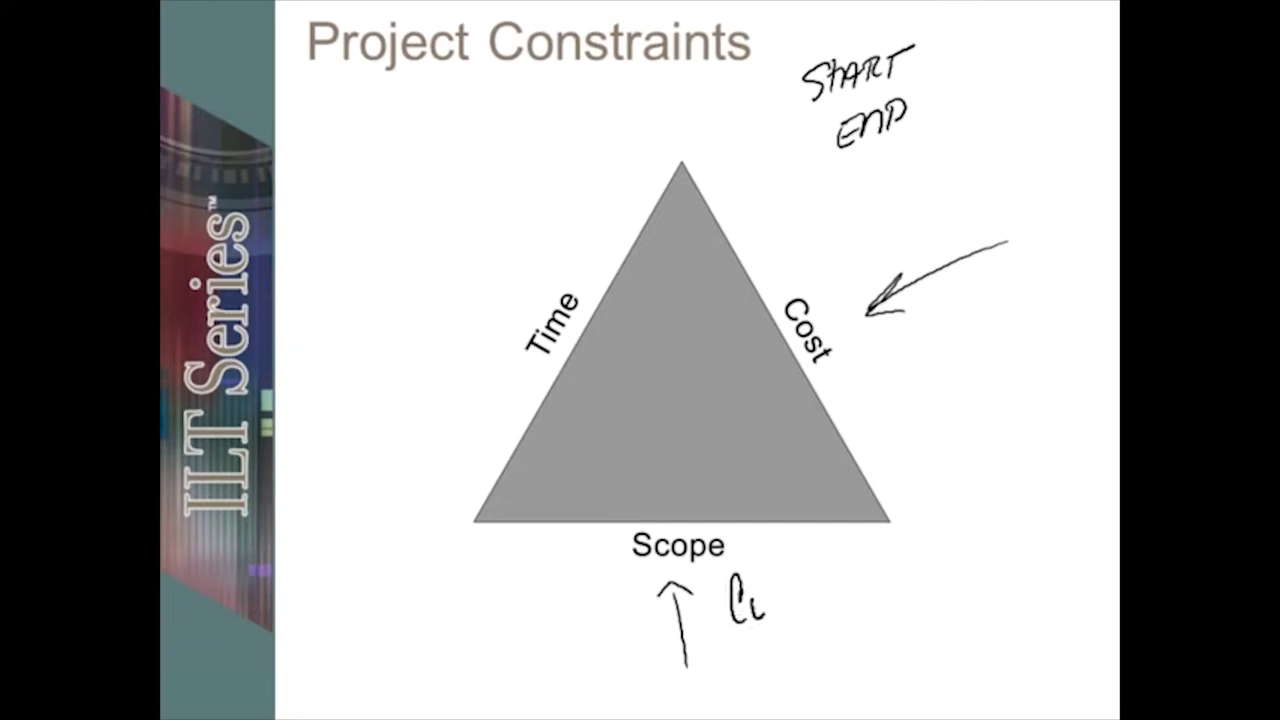 Project Constraints
START
END
ILT Series™
Time
Cost
Scope